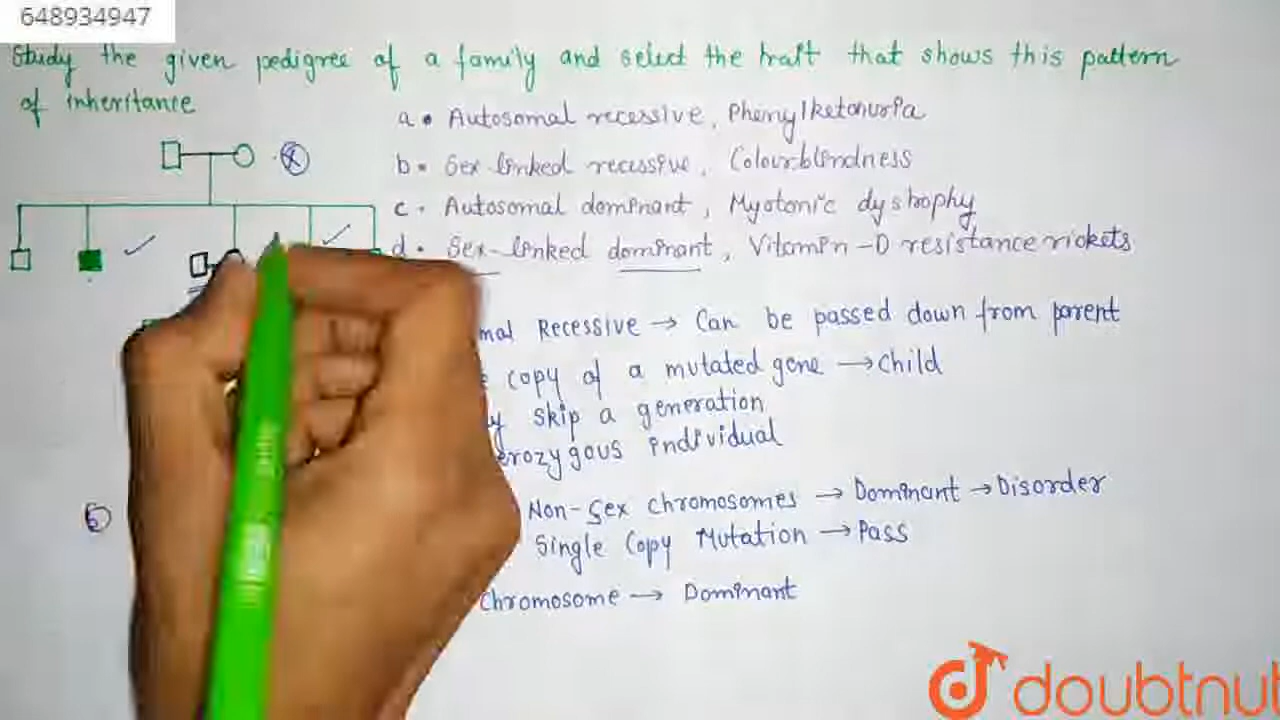 648934947
Study the given pedigree of a family and select the trait that shows this pattern
of inheritance
a. Autosomal recessive, Phenylketonuria
b. Sex linked recessive, Colourblindness
c. Autosomal dominant, Myotonic dystrophy
d. Sex-linked dominant, Vitamin-D resistance rickets
mal Recessive → Can be passed down from parent
copy of a mutated gene → child
skip a generation
erozygous individual
Non-Sex chromosomes → Dominant → Disorder
Single Copy Mutation → Pass
Chromosome → Dominant
doubtnut